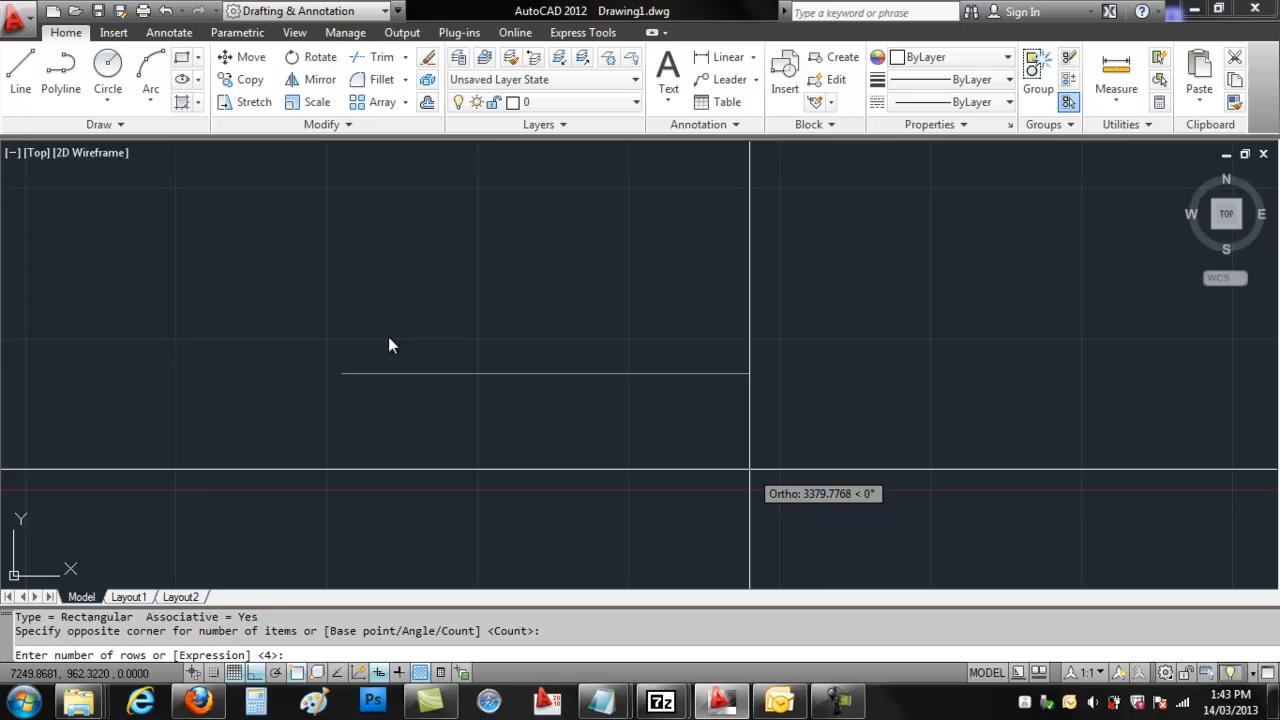 Drafting & Annotation
AutoCAD 2012 Drawing1.dwg
Type a keyword or phrase
Sign In
Home Insert Annotate Parametric View Manage Output Plug-ins Online Express Tools
Line Polyline Circle Arc
Draw
Move Rotate Trim
Copy Mirror Fillet
Stretch Scale Array
Modify
Unsaved Layer State
0
Layers
Text
Linear
Leader
Table
Annotation
Insert
Create
Edit
Block
ByLayer
ByLayer
ByLayer
Properties
Group
Groups
Measure
Utilities
Paste
Clipboard
[−] [Top] [2D Wireframe]
N
W TOP E
S
WCS
Ortho: 3379.7768 < 0°
Y
X
Model Layout1 Layout2
Type = Rectangular Associative = Yes
Specify opposite corner for number of items or [Base point/Angle/Count] <Count>:
Enter number of rows or [Expression] <4>:
7249.8681, 962.3220, 0.0000
MODEL
1:1
Ps
20
10
7z
1:43 PM
14/03/2013